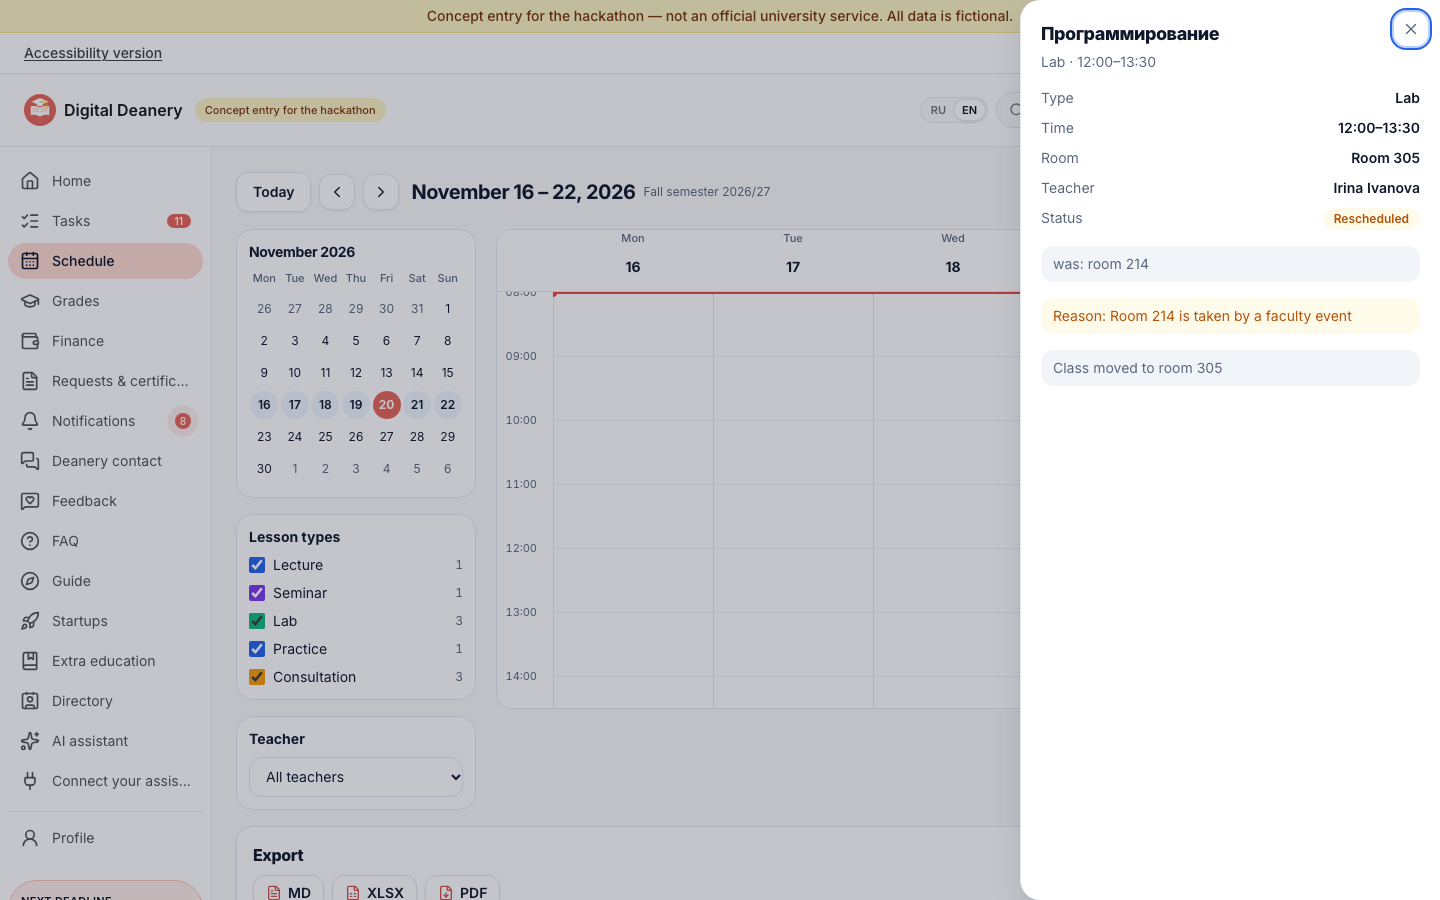 Concept entry for the hackathon — not an official university service. All data is fictional.
Accessibility version
Digital Deanery
Concept entry for the hackathon
RU EN
Home
Tasks 11
Schedule
Grades
Finance
Requests & certific...
Notifications 8
Deanery contact
Feedback
FAQ
Guide
Startups
Extra education
Directory
AI assistant
Connect your assis...
Profile
NEXT DEADLINE
Today
November 16 – 22, 2026
Fall semester 2026/27
November 2026
Mon Tue Wed Thu Fri Sat Sun
26 27 28 29 30 31 1
2 3 4 5 6 7 8
9 10 11 12 13 14 15
16 17 18 19 20 21 22
23 24 25 26 27 28 29
30 1 2 3 4 5 6
Lesson types
Lecture 1
Seminar 1
Lab 3
Practice 1
Consultation 3
Teacher
All teachers
Export
MD XLSX PDF
Mon Tue Wed
16 17 18
08:00
09:00
10:00
11:00
12:00
13:00
14:00
Программирование
Lab · 12:00–13:30
Type Lab
Time 12:00–13:30
Room Room 305
Teacher Irina Ivanova
Status Rescheduled
was: room 214
Reason: Room 214 is taken by a faculty event
Class moved to room 305